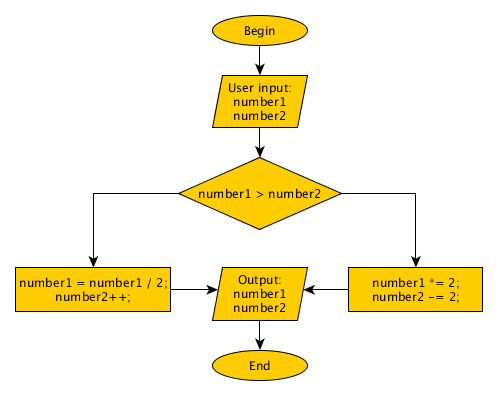 Begin
User input:
number1
number2
number1 > number2
number1 = number1 / 2;
number2++;
Output:
number1
number2
number1 *= 2;
number2 -= 2;
End